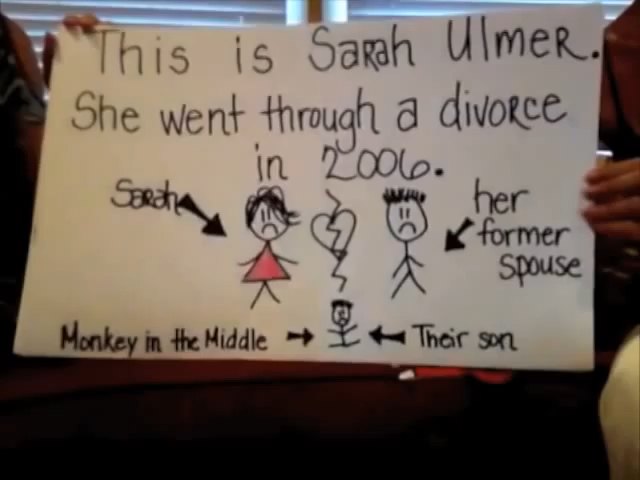 This is Sarah Ulmer.
She went through a divorce
in 2006.
Sarah
her
former
spouse
Monkey in the Middle
Their son